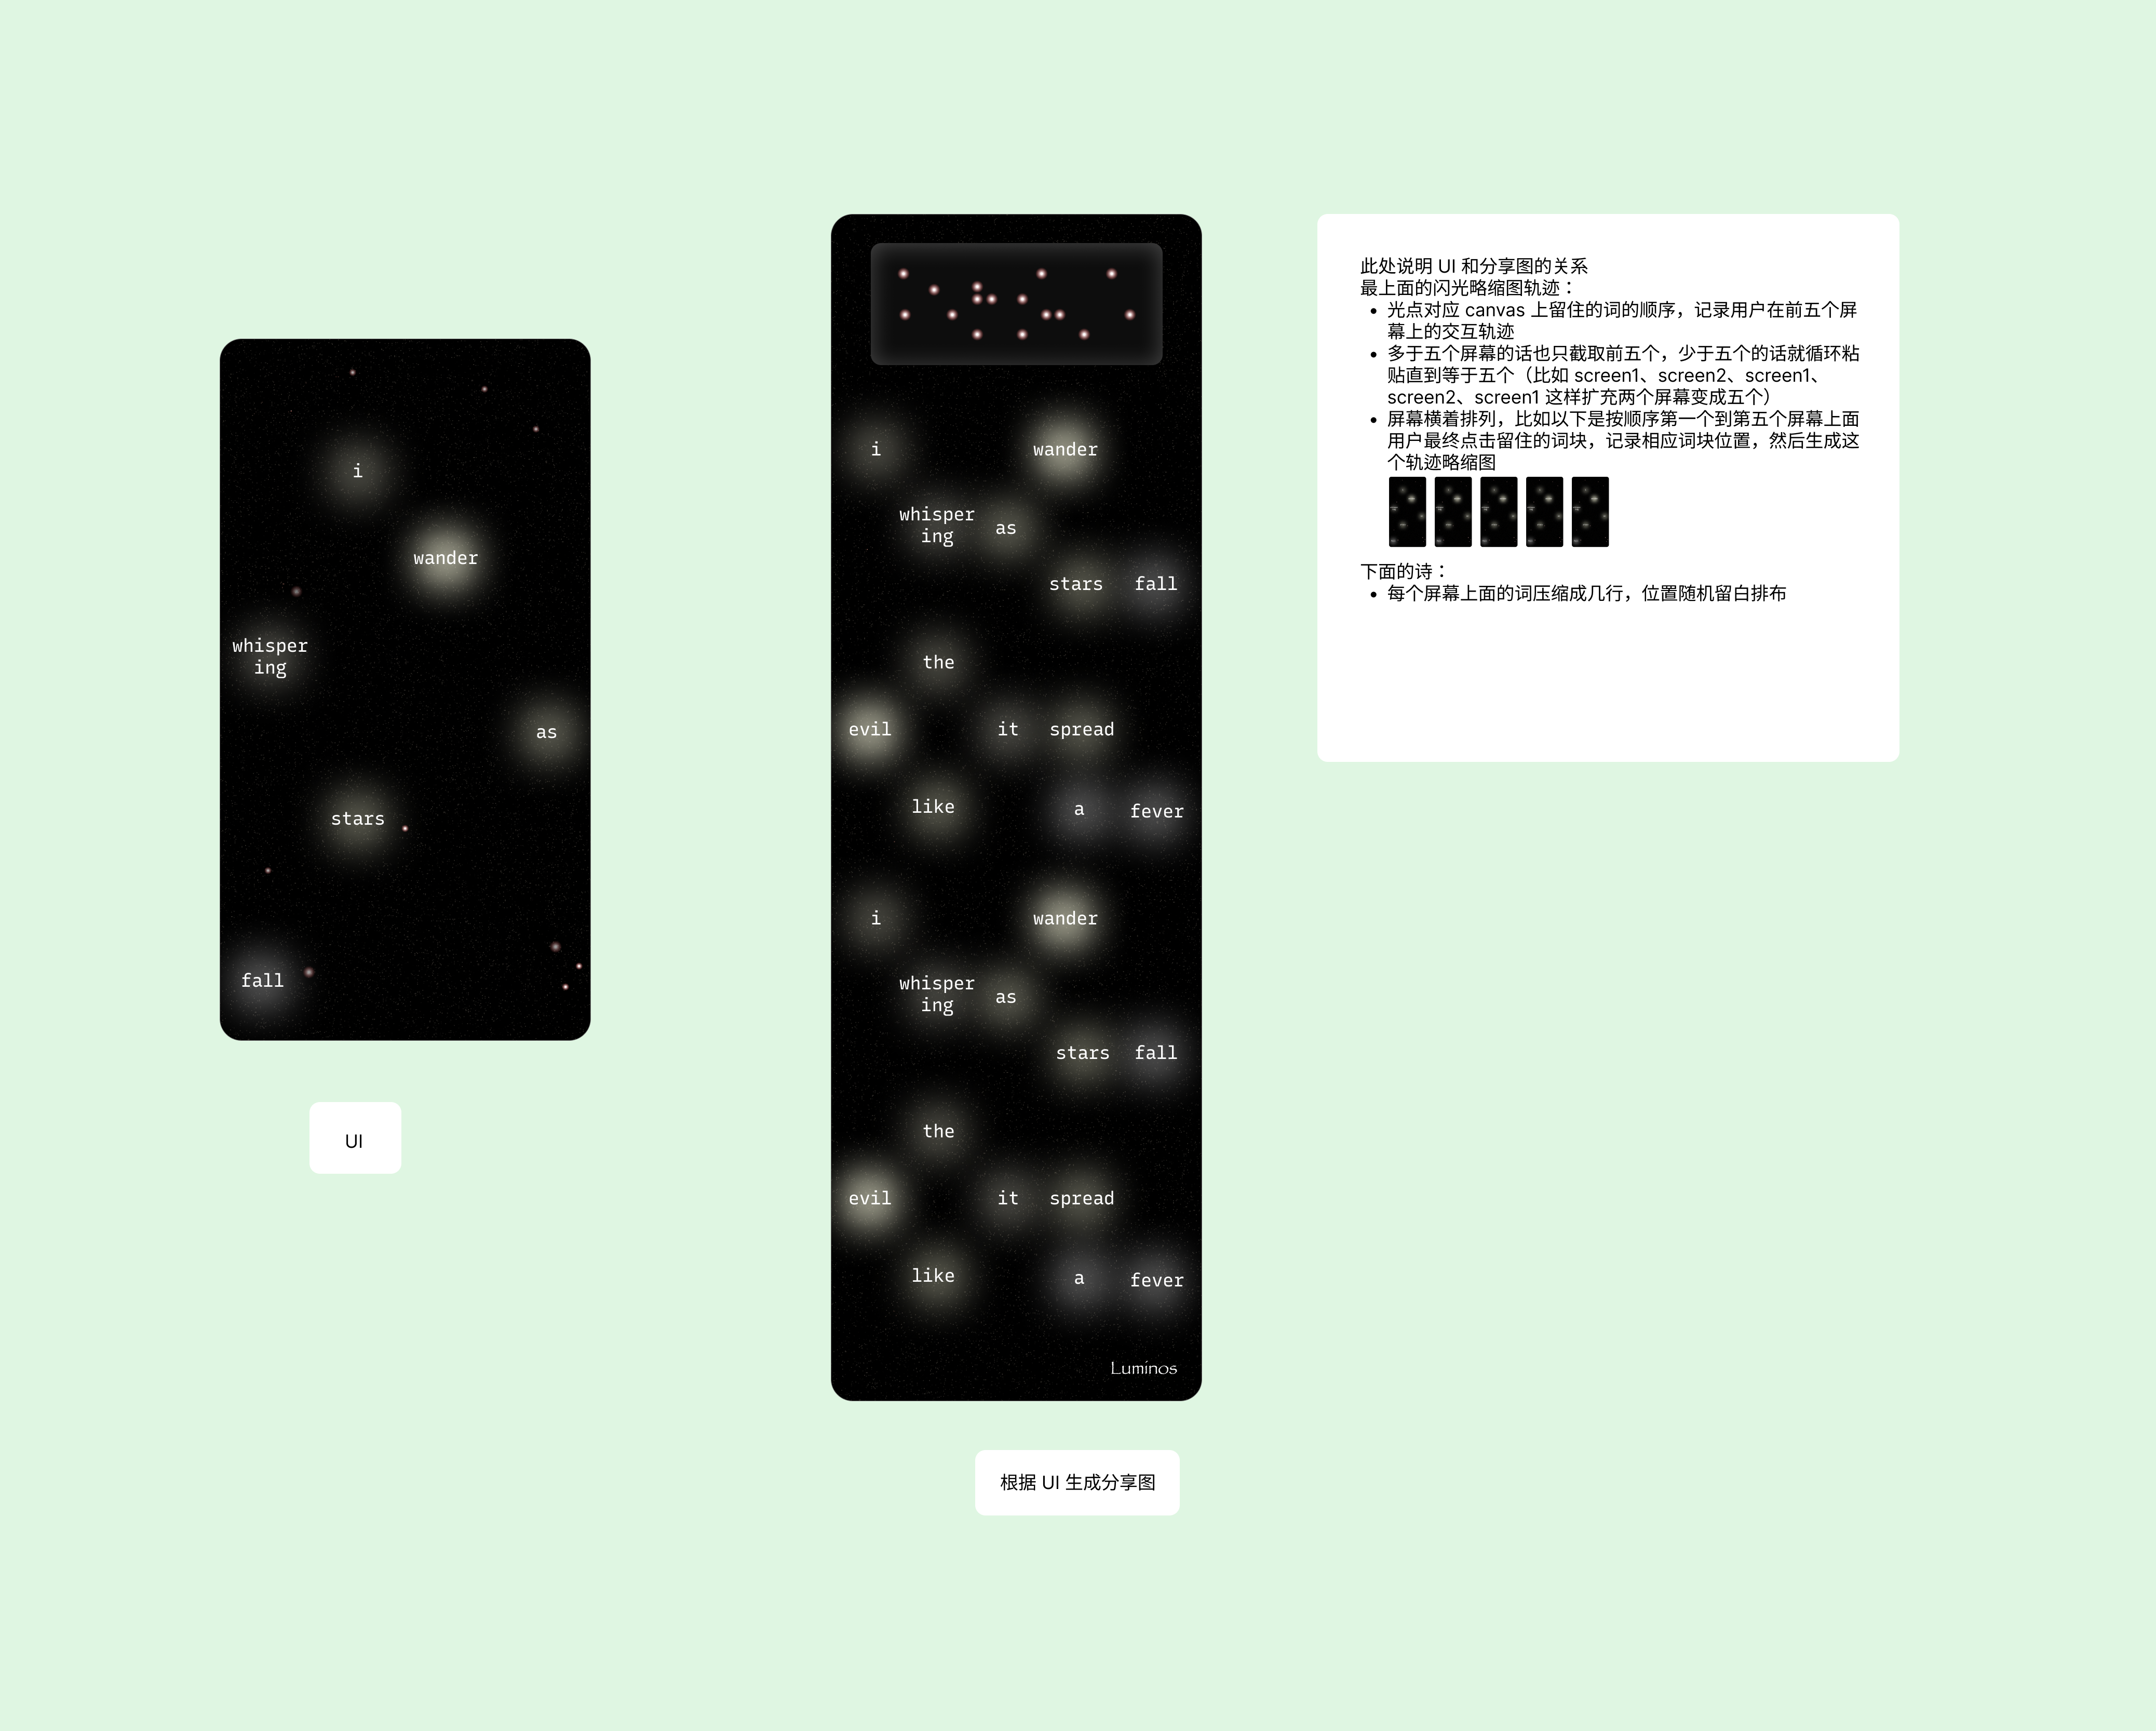 i
wander
whisper
ing
as
stars
fall
UI
i
wander
whisper
ing
as
stars
fall
the
evil
it
spread
like
a
fever
i
wander
whisper
ing
as
stars
fall
the
evil
it
spread
like
a
fever
Luminos
根据 UI 生成分享图
此处说明 UI 和分享图的关系
最上面的闪光略缩图轨迹：
• 光点对应 canvas 上留住的词的顺序，记录用户在前五个屏
幕上的交互轨迹
• 多于五个屏幕的话也只截取前五个，少于五个的话就循环粘
贴直到等于五个（比如 screen1、screen2、screen1、
screen2、screen1 这样扩充两个屏幕变成五个）
• 屏幕横着排列，比如以下是按顺序第一个到第五个屏幕上面
用户最终点击留住的词块，记录相应词块位置，然后生成这
个轨迹略缩图
下面的诗：
• 每个屏幕上面的词压缩成几行，位置随机留白排布